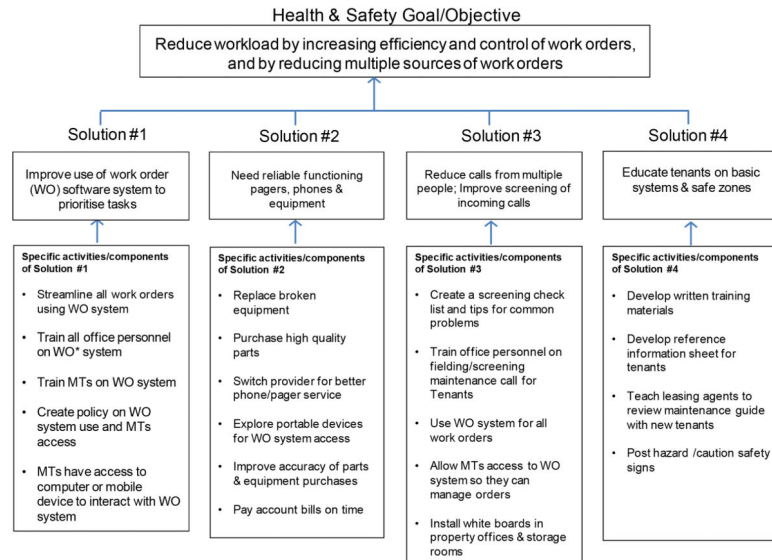 Health & Safety Goal/Objective
Reduce workload by increasing efficiency and control of work orders,
and by reducing multiple sources of work orders
Solution #1
Improve use of work order
(WO) software system to
prioritise tasks
Specific activities/components
of Solution #1
• Streamline all work orders
using WO system
• Train all office personnel
on WO* system
• Train MTs on WO system
• Create policy on WO
system use and MTs
access
• MTs have access to
computer or mobile
device to interact with WO
system
Solution #2
Need reliable functioning
pagers, phones &
equipment
Specific activities/components of
Solution #2
• Replace broken
equipment
• Purchase high quality
parts
• Switch provider for better
phone/pager service
• Explore portable devices
for WO system access
• Improve accuracy of parts
& equipment purchases
• Pay account bills on time
Solution #3
Reduce calls from multiple
people; Improve screening of
incoming calls
Specific activities/components of
Solution #3
• Create a screening check
list and tips for common
problems
• Train office personnel on
fielding/screening
maintenance call for
Tenants
• Use WO system for all
work orders
• Allow MTs access to WO
system so they can
manage orders
• Install white boards in
property offices & storage
rooms
Solution #4
Educate tenants on basic
systems & safe zones
Specific activities/components of
Solution #4
• Develop written training
materials
• Develop reference
information sheet for
tenants
• Teach leasing agents to
review maintenance guide
with new tenants
• Post hazard /caution safety
signs